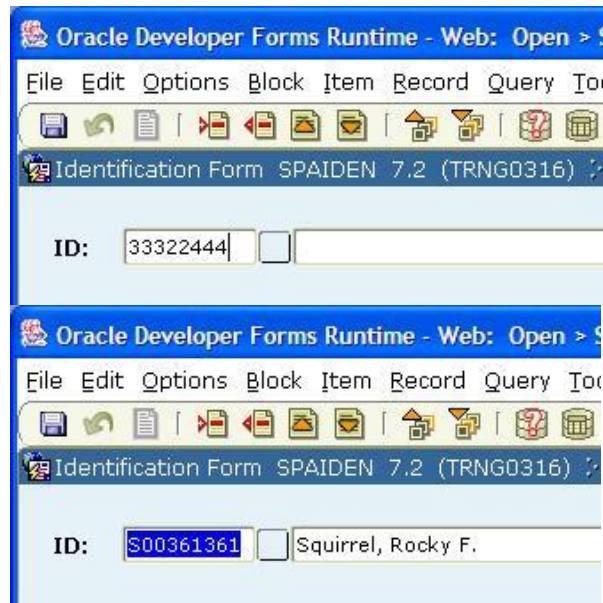 Oracle Developer Forms Runtime - Web: Open >
File Edit Options Block Item Record Query
Identification Form SPAIDEN 7.2 (TRNG0316)
ID: 33322444
Oracle Developer Forms Runtime - Web: Open >
File Edit Options Block Item Record Query
Identification Form SPAIDEN 7.2 (TRNG0316)
ID: S00361361 Squirrel, Rocky F.